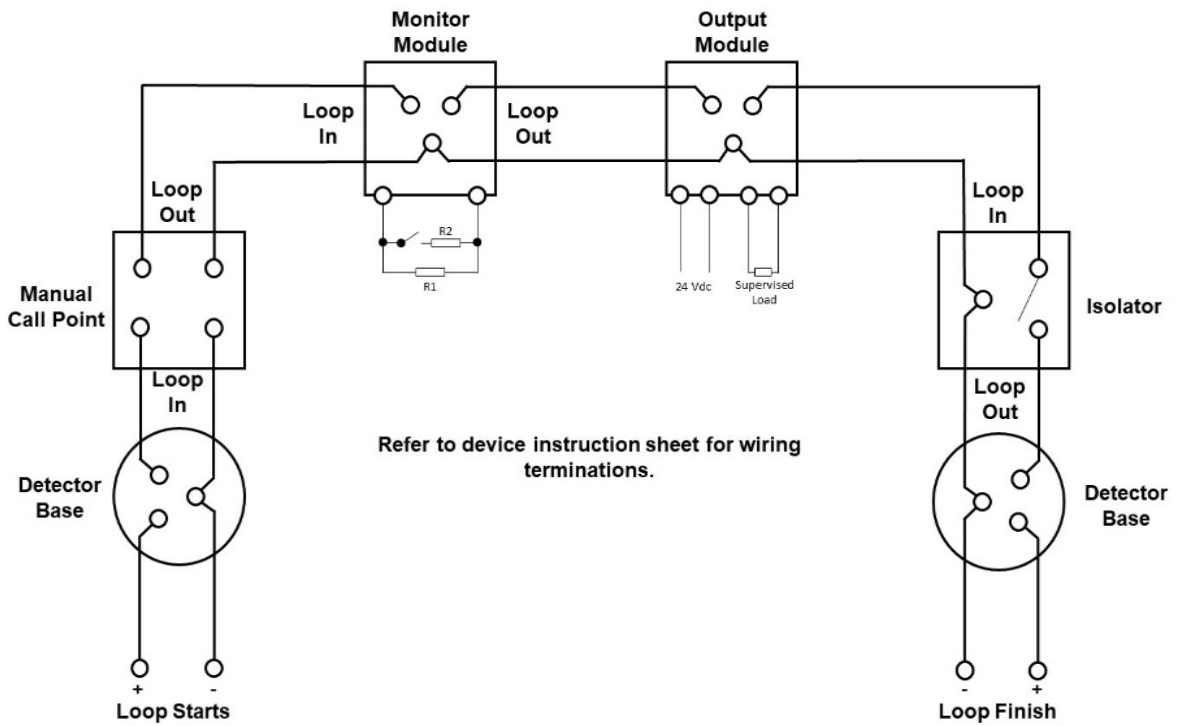 Monitor
Module
Output
Module
Loop
In
Loop
Out
Loop
Out
Loop
In
R2
R1
24 Vdc
Supervised
Load
Manual
Call Point
Isolator
Loop
In
Loop
Out
Refer to device instruction sheet for wiring
terminations.
Detector
Base
Detector
Base
+
-
-
+
Loop Starts
Loop Finish